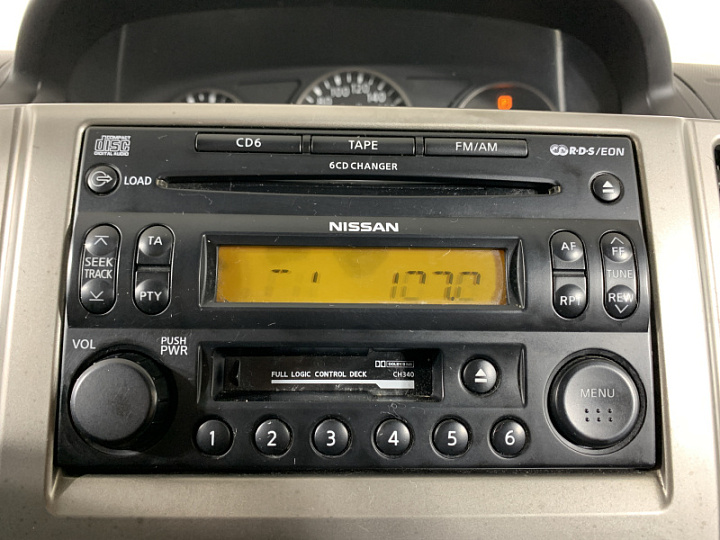 80 100 120 140
P
COMPACT disc DIGITAL AUDIO
CD6 TAPE FM/AM
6CD CHANGER
R·D·S/EON
LOAD
NISSAN
SEEK TRACK
TA
PTY
107.0
AF
RPT
FF
TUNE
REW
VOL
PUSH PWR
FULL LOGIC CONTROL DECK
CH340
MENU
1 2 3 4 5 6